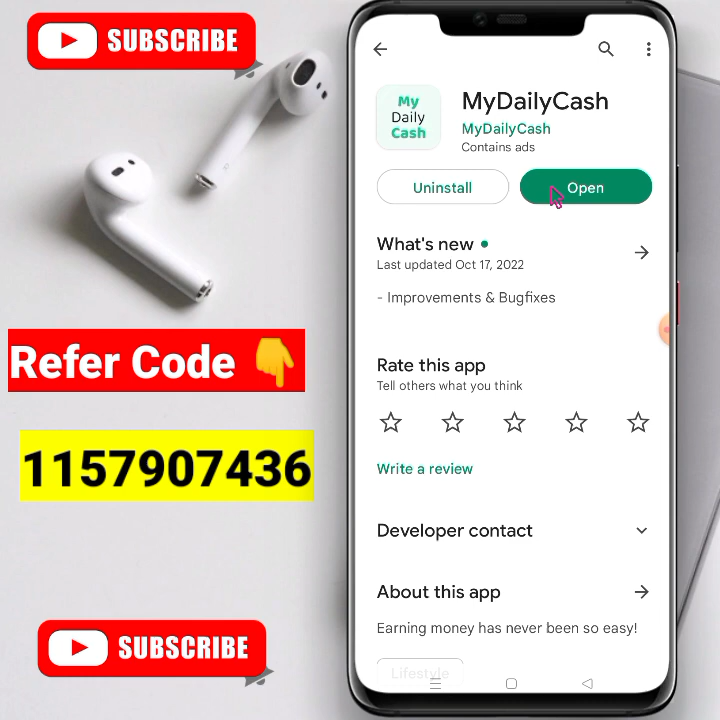 SUBSCRIBE
Refer Code 👇
1157907436
SUBSCRIBE
My
Daily
Cash
MyDailyCash
MyDailyCash
Contains ads
Uninstall
Open
What's new
Last updated Oct 17, 2022
- Improvements & Bugfixes
Rate this app
Tell others what you think
Write a review
Developer contact
About this app
Earning money has never been so easy!
Lifestyle